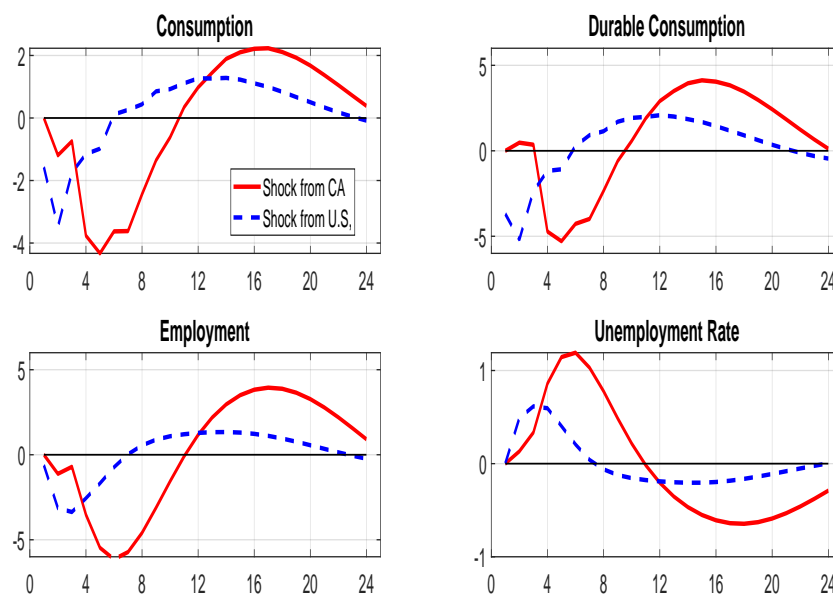 Consumption
2
0
-2
-4
0 4 8 12 16 20 24
Shock from CA
Shock from U.S,
Durable Consumption
5
0
-5
0 4 8 12 16 20 24
Employment
5
0
-5
0 4 8 12 16 20 24
Unemployment Rate
1
0
-1
0 4 8 12 16 20 24